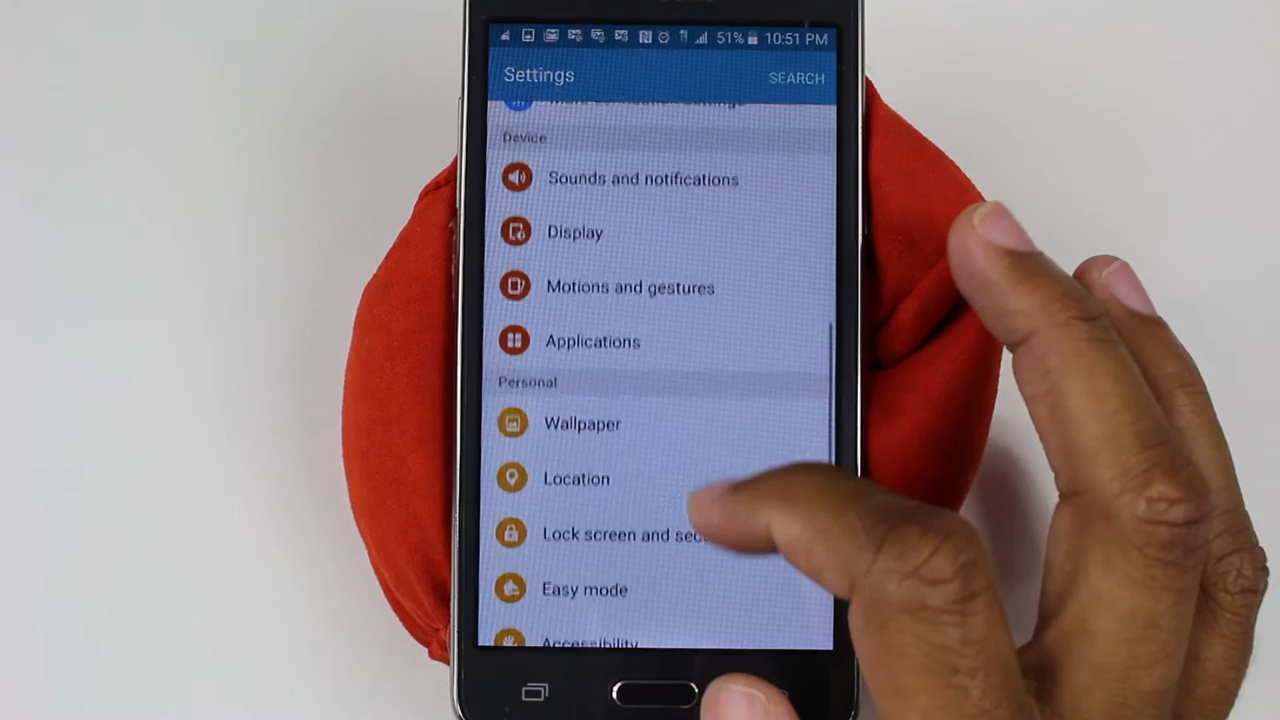 51% 10:51 PM
Settings SEARCH
Device
Sounds and notifications
Display
Motions and gestures
Applications
Personal
Wallpaper
Location
Lock screen and
Easy mode
Accessibility